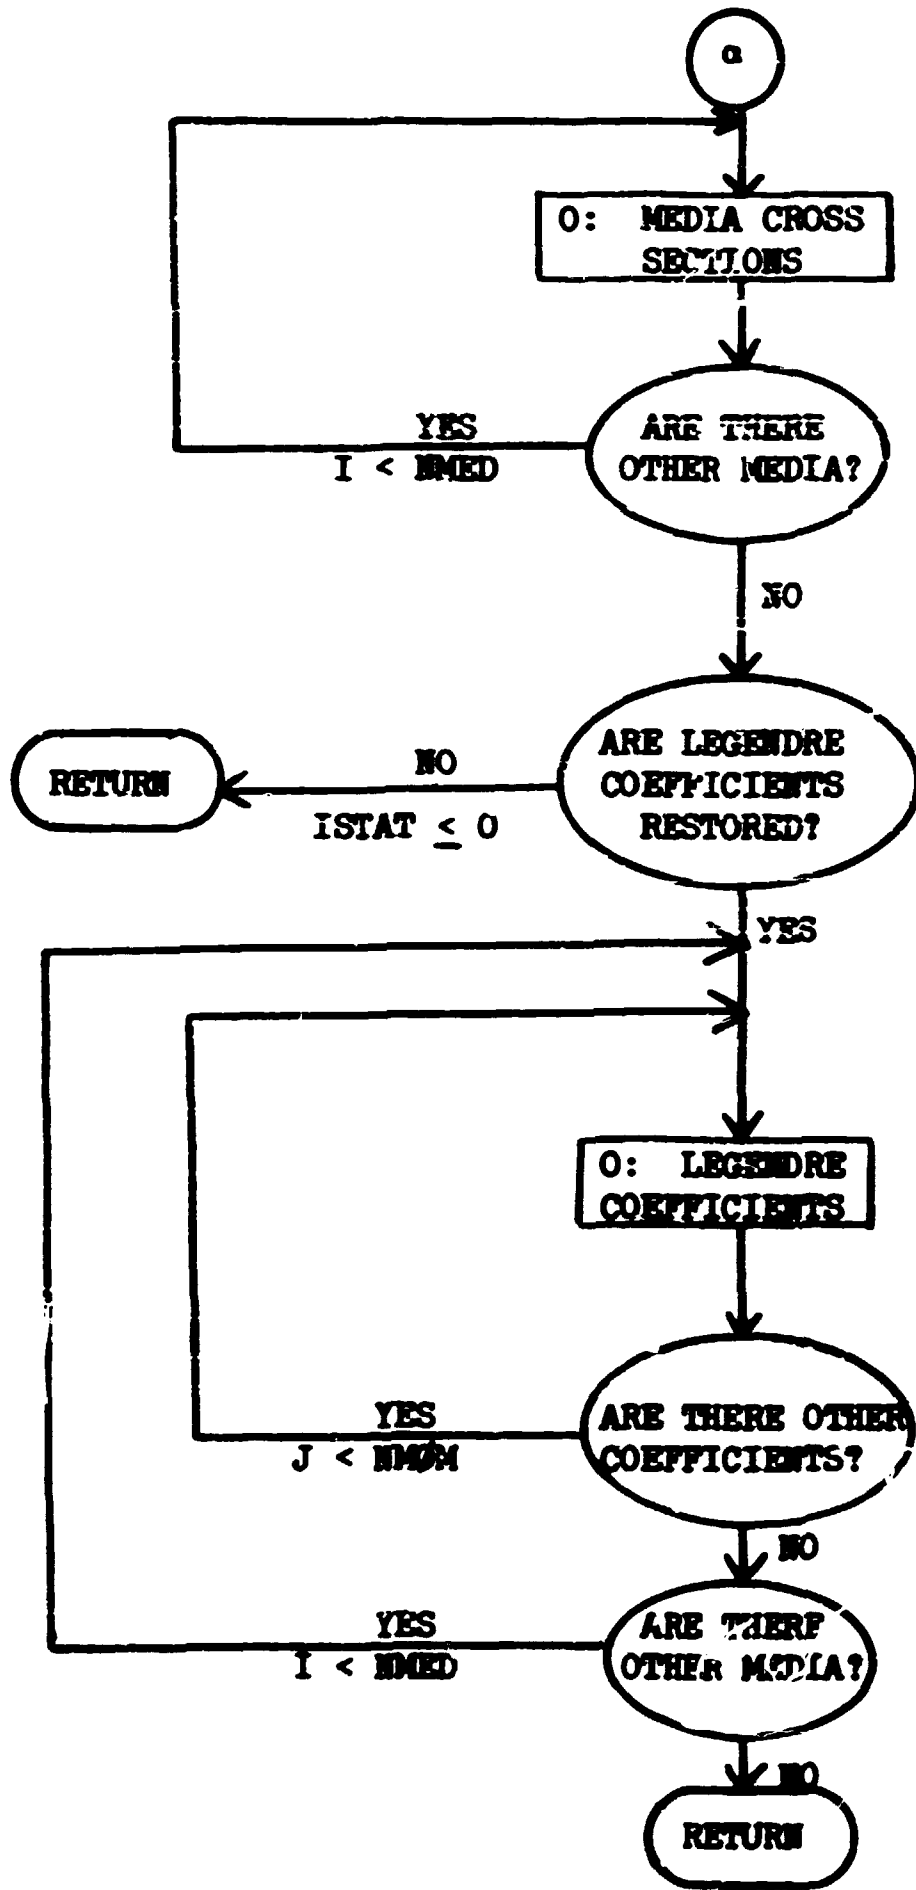 α
O: MEDIA CROSS
SECTIONS
YES
I < NMED
ARE THERE
OTHER MEDIA?
NO
ARE LEGENDRE
COEFFICIENTS
RESTORED?
NO
ISTAT ≤ 0
RETURN
YES
O: LEGENDRE
COEFFICIENTS
YES
J < NMØM
ARE THERE OTHER
COEFFICIENTS?
NO
YES
I < NMED
ARE THERE
OTHER MEDIA?
NO
RETURN